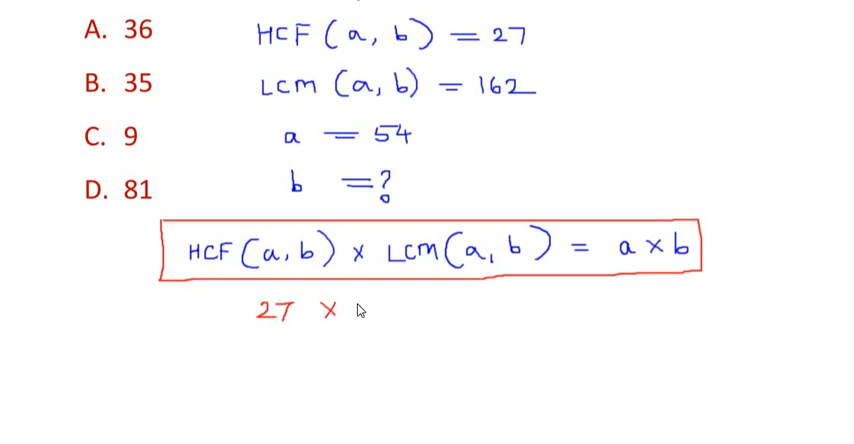 A. 36 HCF (a, b) = 27
B. 35 LCM (a, b) = 162
C. 9 a = 54
D. 81 b = ?
HCF (a, b) × LCM (a, b) = a × b
27 ×